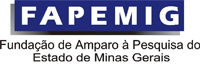 FAPEMIG
Fundação de Amparo à Pesquisa do
Estado de Minas Gerais